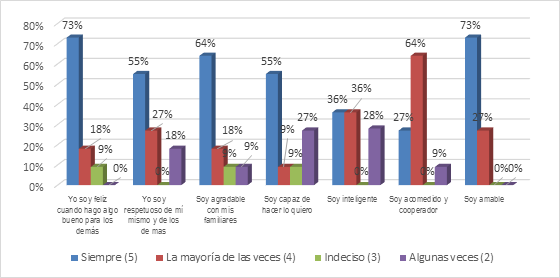 80%
70%
60%
50%
40%
30%
20%
10%
0%
73%
18%
9%
0%
55%
27%
0%
18%
64%
18%
9%
9%
55%
9%
9%
27%
36%
36%
0%
28%
27%
64%
0%
9%
73%
27%
0%
0%
Yo soy feliz
cuando hago algo
bueno para los
demás
Yo soy
respetuoso de mí
mismo y de los
de mas
Soy agradable
con mis
familiares
Soy capaz de
hacer lo quiero
Soy inteligente
Soy acomedido y
cooperador
Soy amable
Siempre (5)
La mayoría de las veces (4)
Indeciso (3)
Algunas veces (2)